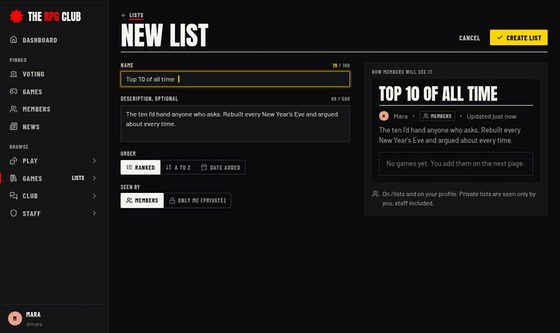 THE RPG CLUB
DASHBOARD
PINNED
VOTING
GAMES
MEMBERS
NEWS
BROWSE
PLAY
GAMES LISTS
CLUB
STAFF
M
MARA
@mara
← LISTS
NEW LIST
CANCEL
CREATE LIST
NAME
19 / 100
Top 10 of all time
DESCRIPTION, OPTIONAL
88 / 500
The ten I'd hand anyone who asks. Rebuilt every New Year's Eve and argued
about every time.
ORDER
RANKED
A TO Z
DATE ADDED
SEEN BY
MEMBERS
ONLY ME (PRIVATE)
HOW MEMBERS WILL SEE IT
TOP 10 OF ALL TIME
M Mara • MEMBERS • Updated just now
The ten I'd hand anyone who asks. Rebuilt every
New Year's Eve and argued about every time.
No games yet. You add them on the next page.
On /lists and on your profile. Private lists are seen only by
you, staff included.